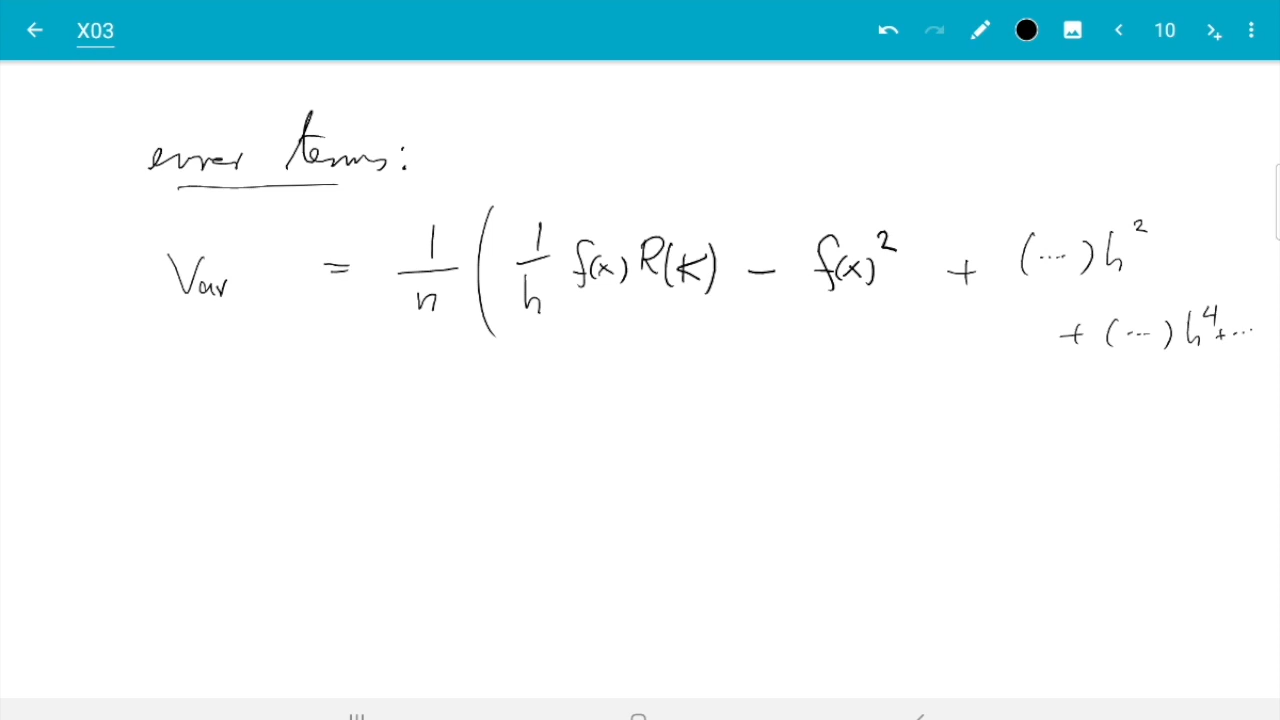 X03
10
error terms:
Var = 1/n ( 1/h f(x) R(K) - f(x)² + (...) h²
+ (...) h⁴ + ...